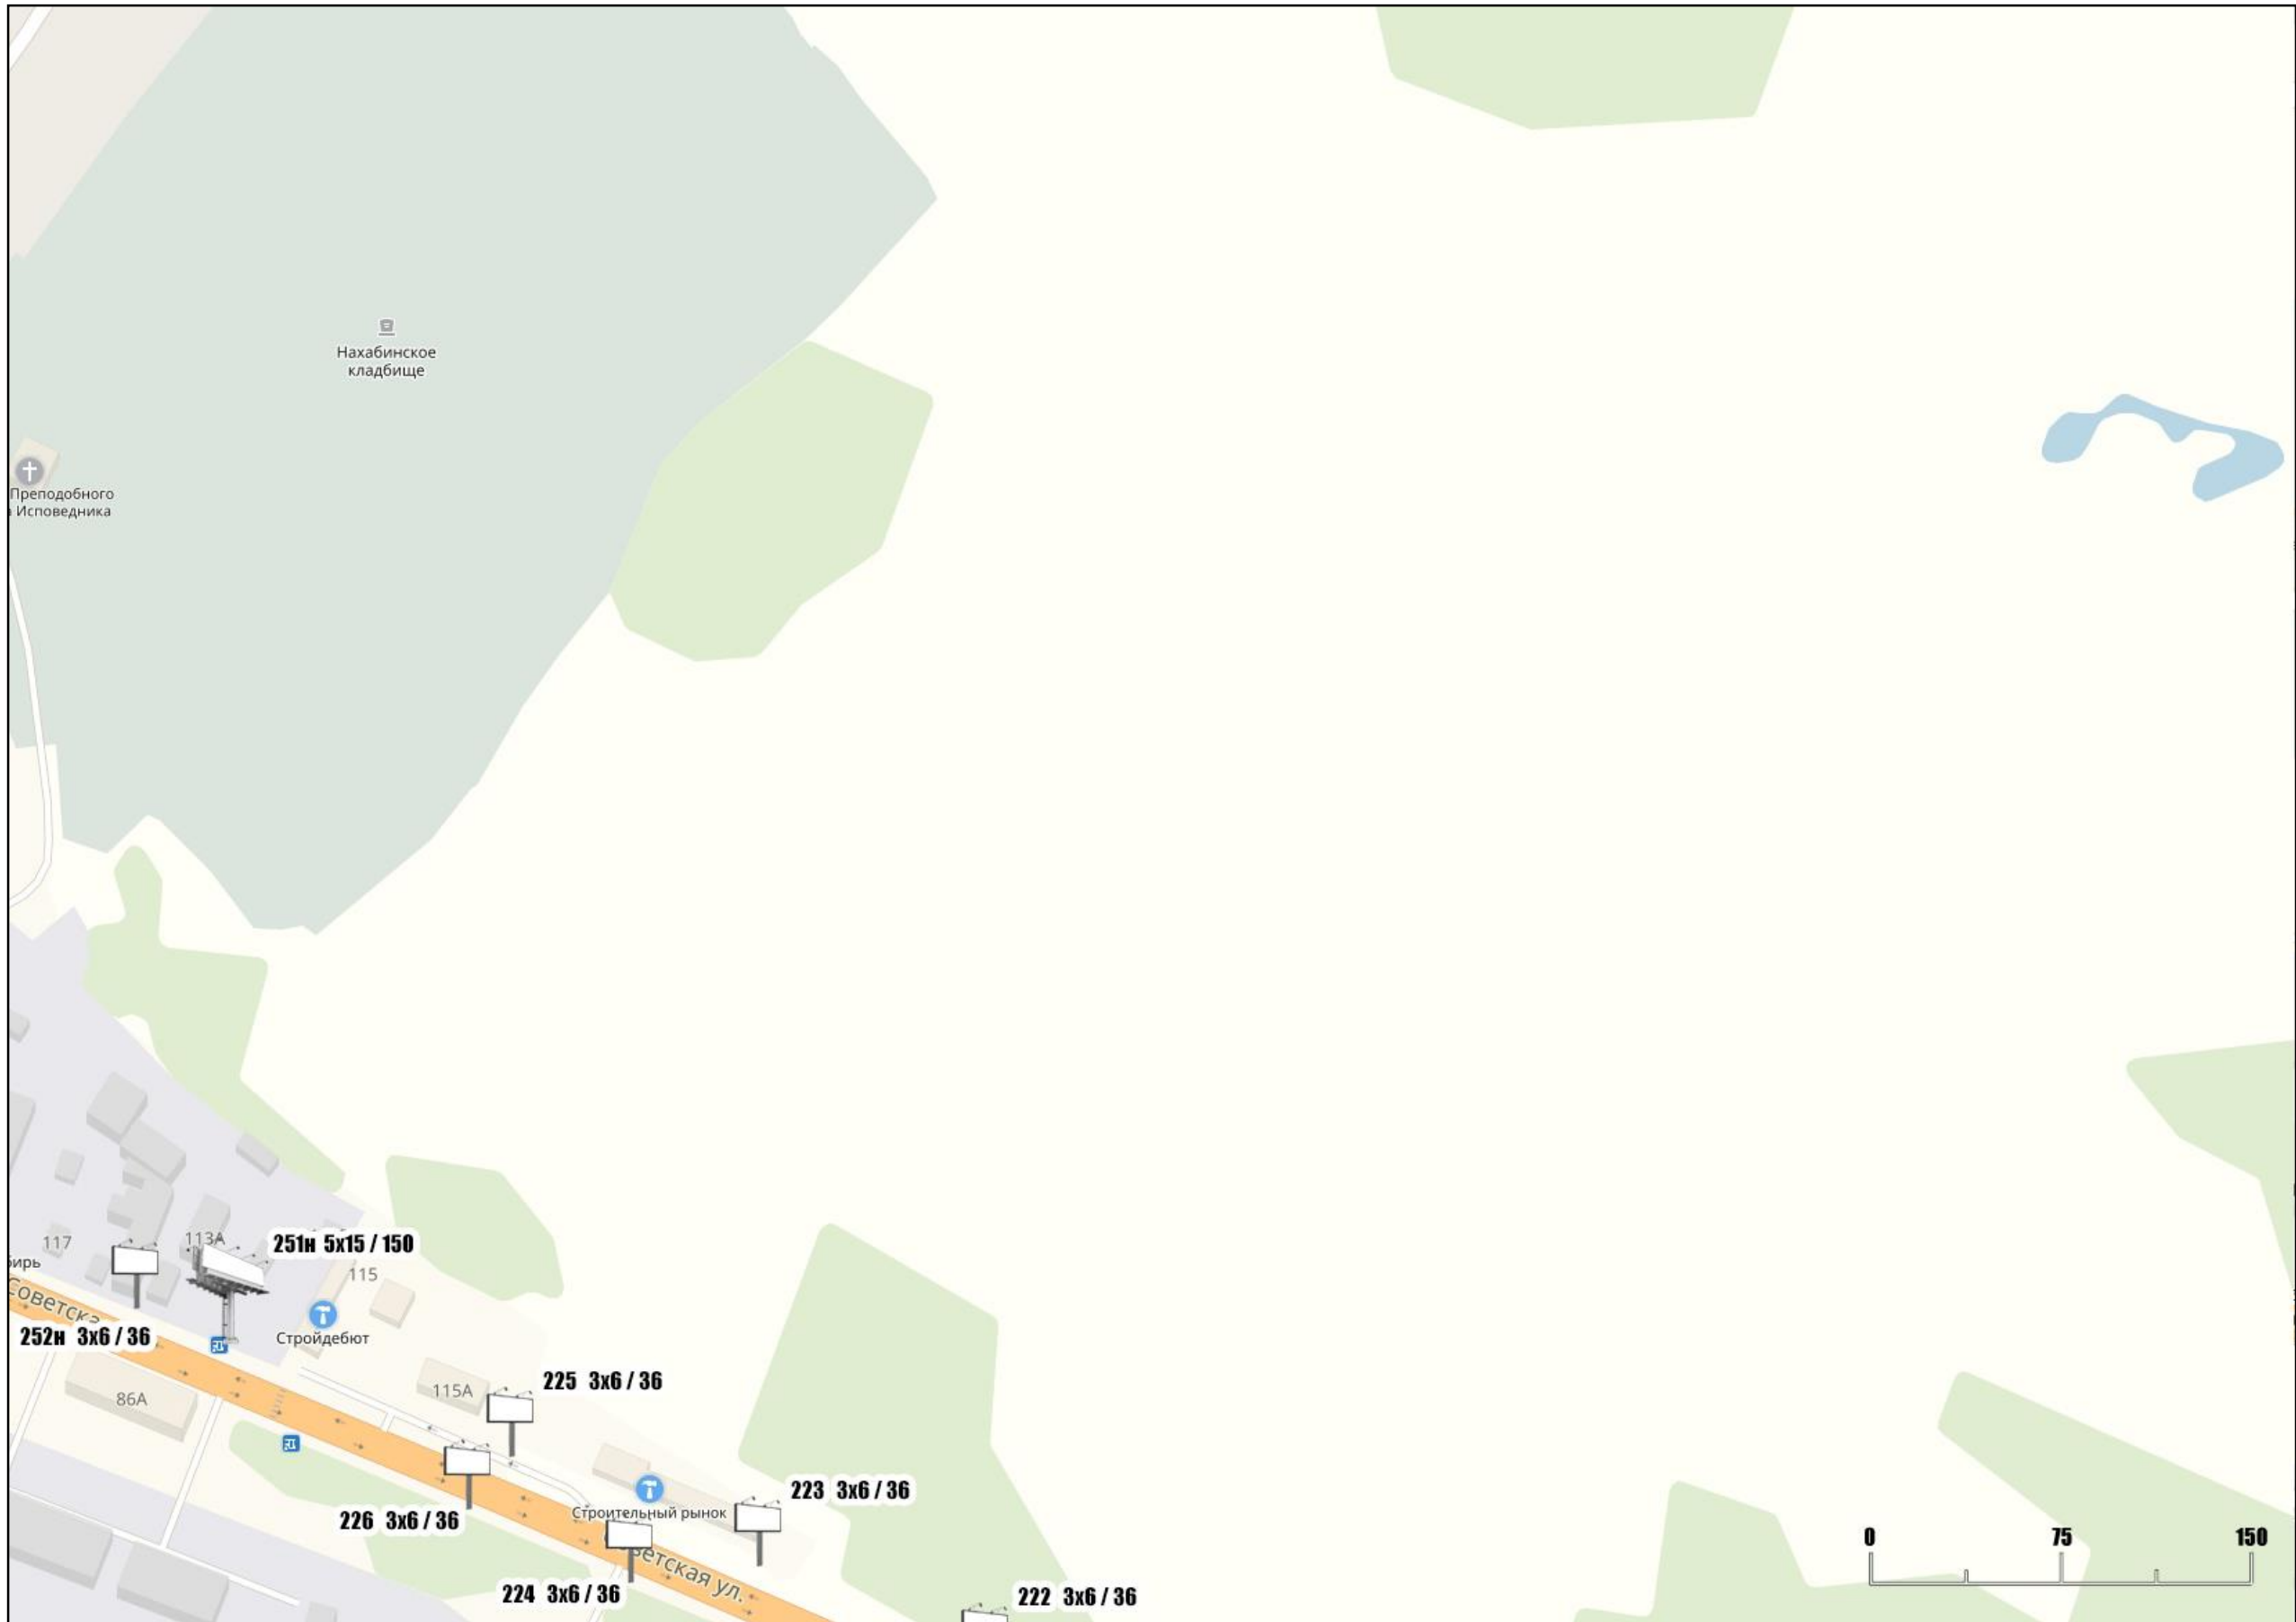 Нахабинское
кладбище
Преподобного
Исповедника
117
113А
251н 5х15 / 150
115
ирь
Советска
252н 3х6 / 36
Стройдебют
86А
115А
225 3х6 / 36
226 3х6 / 36
Строительный рынок
223 3х6 / 36
ветская ул.
224 3х6 / 36
222 3х6 / 36
0 75 150